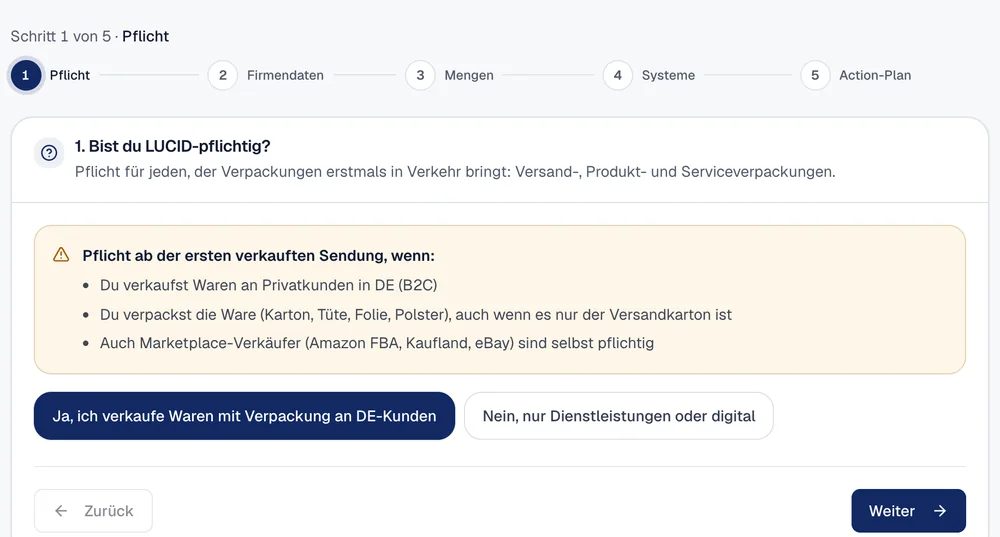 Schritt 1 von 5 · Pflicht
1 Pflicht 2 Firmendaten 3 Mengen 4 Systeme 5 Action-Plan
1. Bist du LUCID-pflichtig?
Pflicht für jeden, der Verpackungen erstmals in Verkehr bringt: Versand-, Produkt- und Serviceverpackungen.
Pflicht ab der ersten verkauften Sendung, wenn:
• Du verkaufst Waren an Privatkunden in DE (B2C)
• Du verpackst die Ware (Karton, Tüte, Folie, Polster), auch wenn es nur der Versandkarton ist
• Auch Marketplace-Verkäufer (Amazon FBA, Kaufland, eBay) sind selbst pflichtig
Ja, ich verkaufe Waren mit Verpackung an DE-Kunden Nein, nur Dienstleistungen oder digital
← Zurück Weiter →